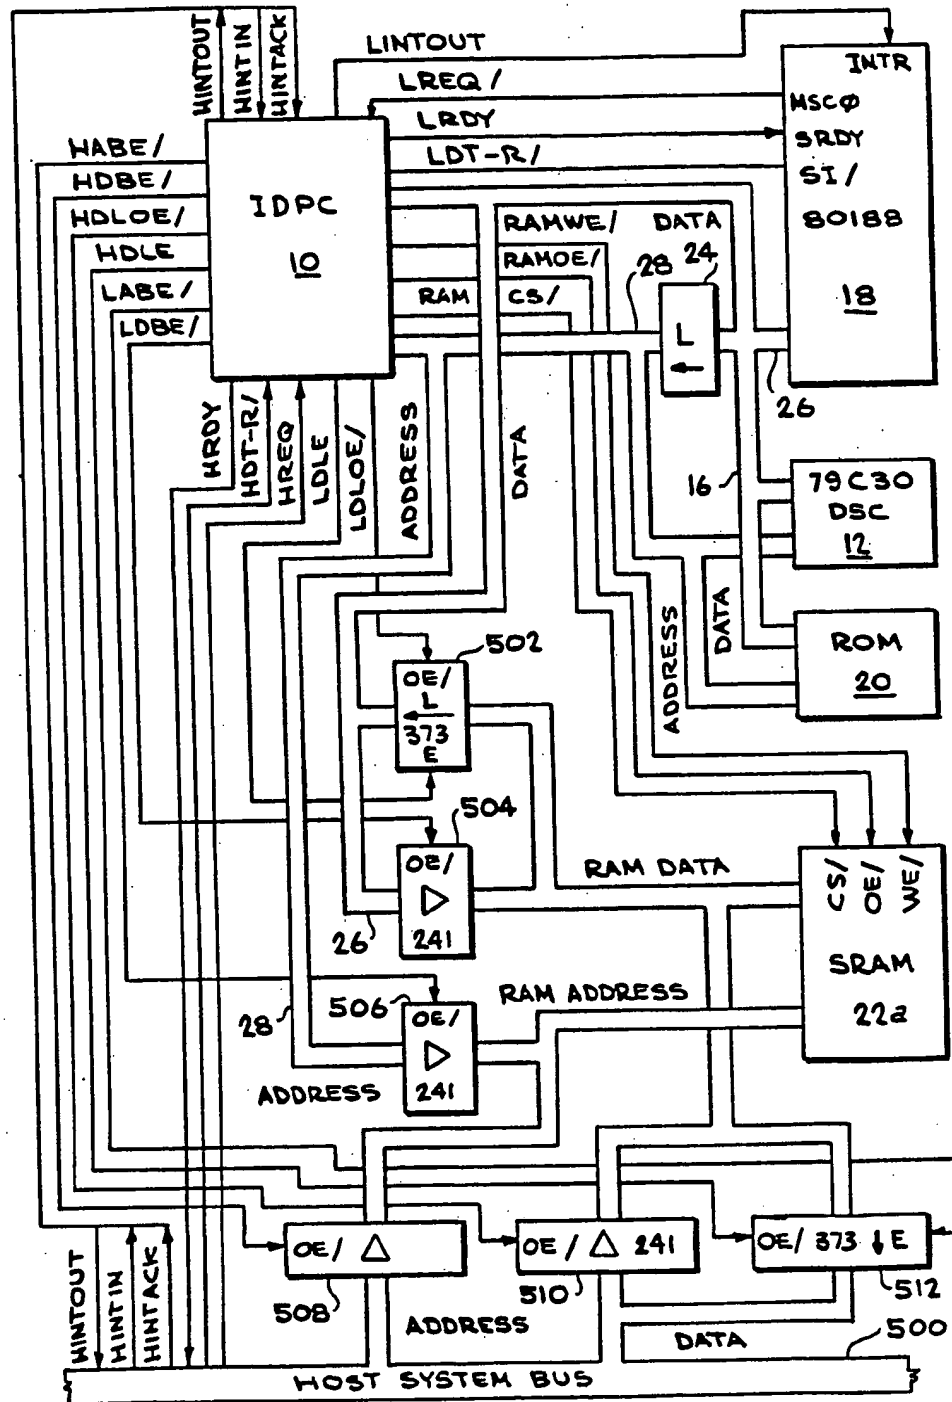 HINTOUT
HINTIN
HINTACK
LINTOUT
LREQ/
LRDY
LDT-R/
INTR
MSCϕ
SRDY
SI/
80188
18
HABE/
HDBE/
HDLOE/
HDLE
LABE/
LDBE/
IDPC
10
RAMWE/
RAMOE/
RAM CS/
DATA
24
28
L
26
HRDY
HDT-R/
HREQ
LDLE
LDLOE/
ADDRESS
DATA
16
79C30
DSC
12
ROM
20
ADDRESS
DATA
502
OE/
L
373
E
504
OE/
241
26
RAM DATA
CS/
OE/
WE/
SRAM
22a
506
OE/
241
28
ADDRESS
RAM ADDRESS
OE/
508
OE/ 241
510
OE/ 373 E
512
HINTOUT
HINTIN
HINTACK
ADDRESS
DATA
500
HOST SYSTEM BUS